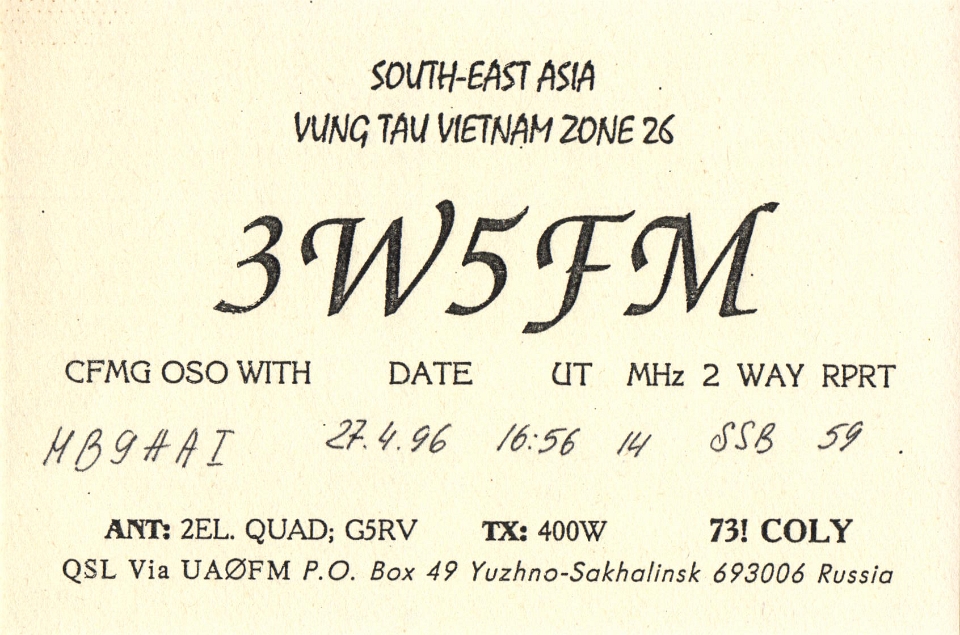 SOUTH-EAST ASIA
VUNG TAU VIETNAM ZONE 26
3W5FM
CFMG OSO WITH DATE UT MHz 2 WAY RPRT
HB9HAI 27.4.96 16:56 14 SSB 59
ANT: 2EL. QUAD; G5RV TX: 400W 73! COLY
QSL Via UAØFM P.O. Box 49 Yuzhno-Sakhalinsk 693006 Russia